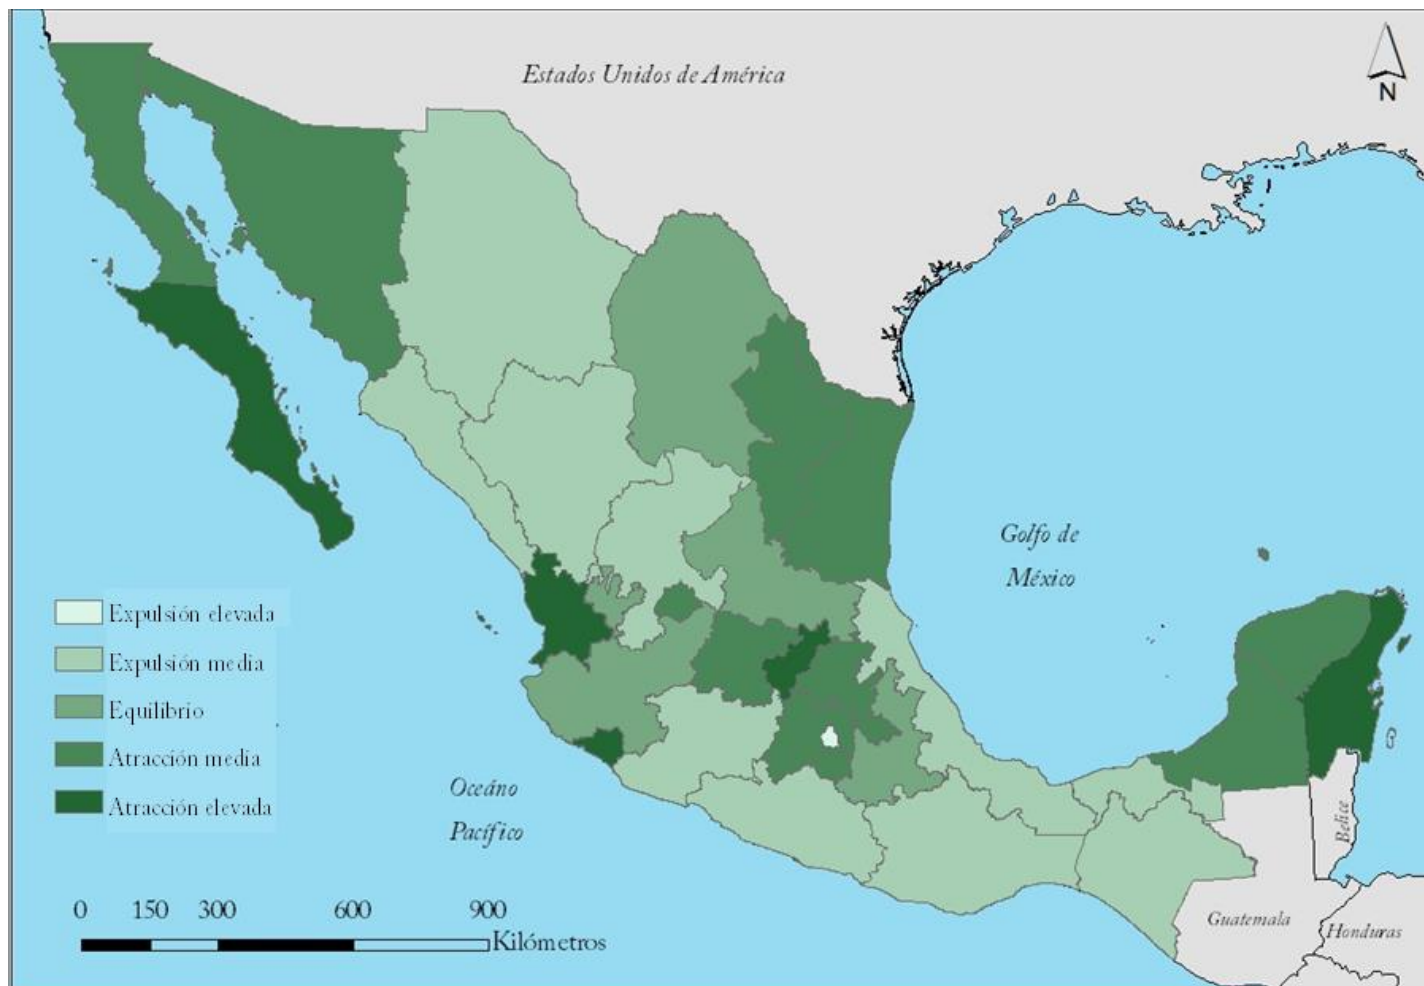 Estados Unidos de América
N
Golfo de
México
Expulsión elevada
Expulsión media
Equilibrio
Atracción media
Atracción elevada
Oceáno
Pacífico
Belice
Guatemala
Honduras
0 150 300 600 900
Kilómetros